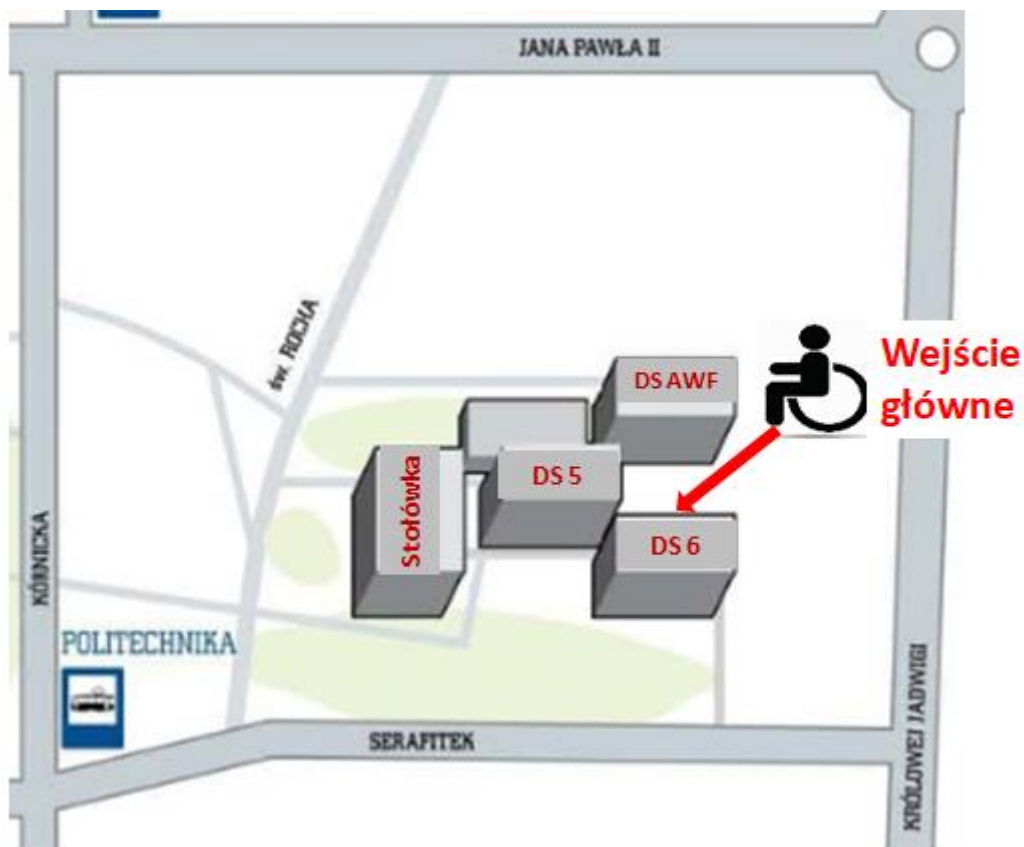 JANA PAWŁA II
św. ROCHA
DS AWF
Wejście
główne
DS 5
Stołówka
DS 6
KÓRNICKA
POLITECHNIKA
KRÓLOWEJ JADWIGI
SERAFITEK